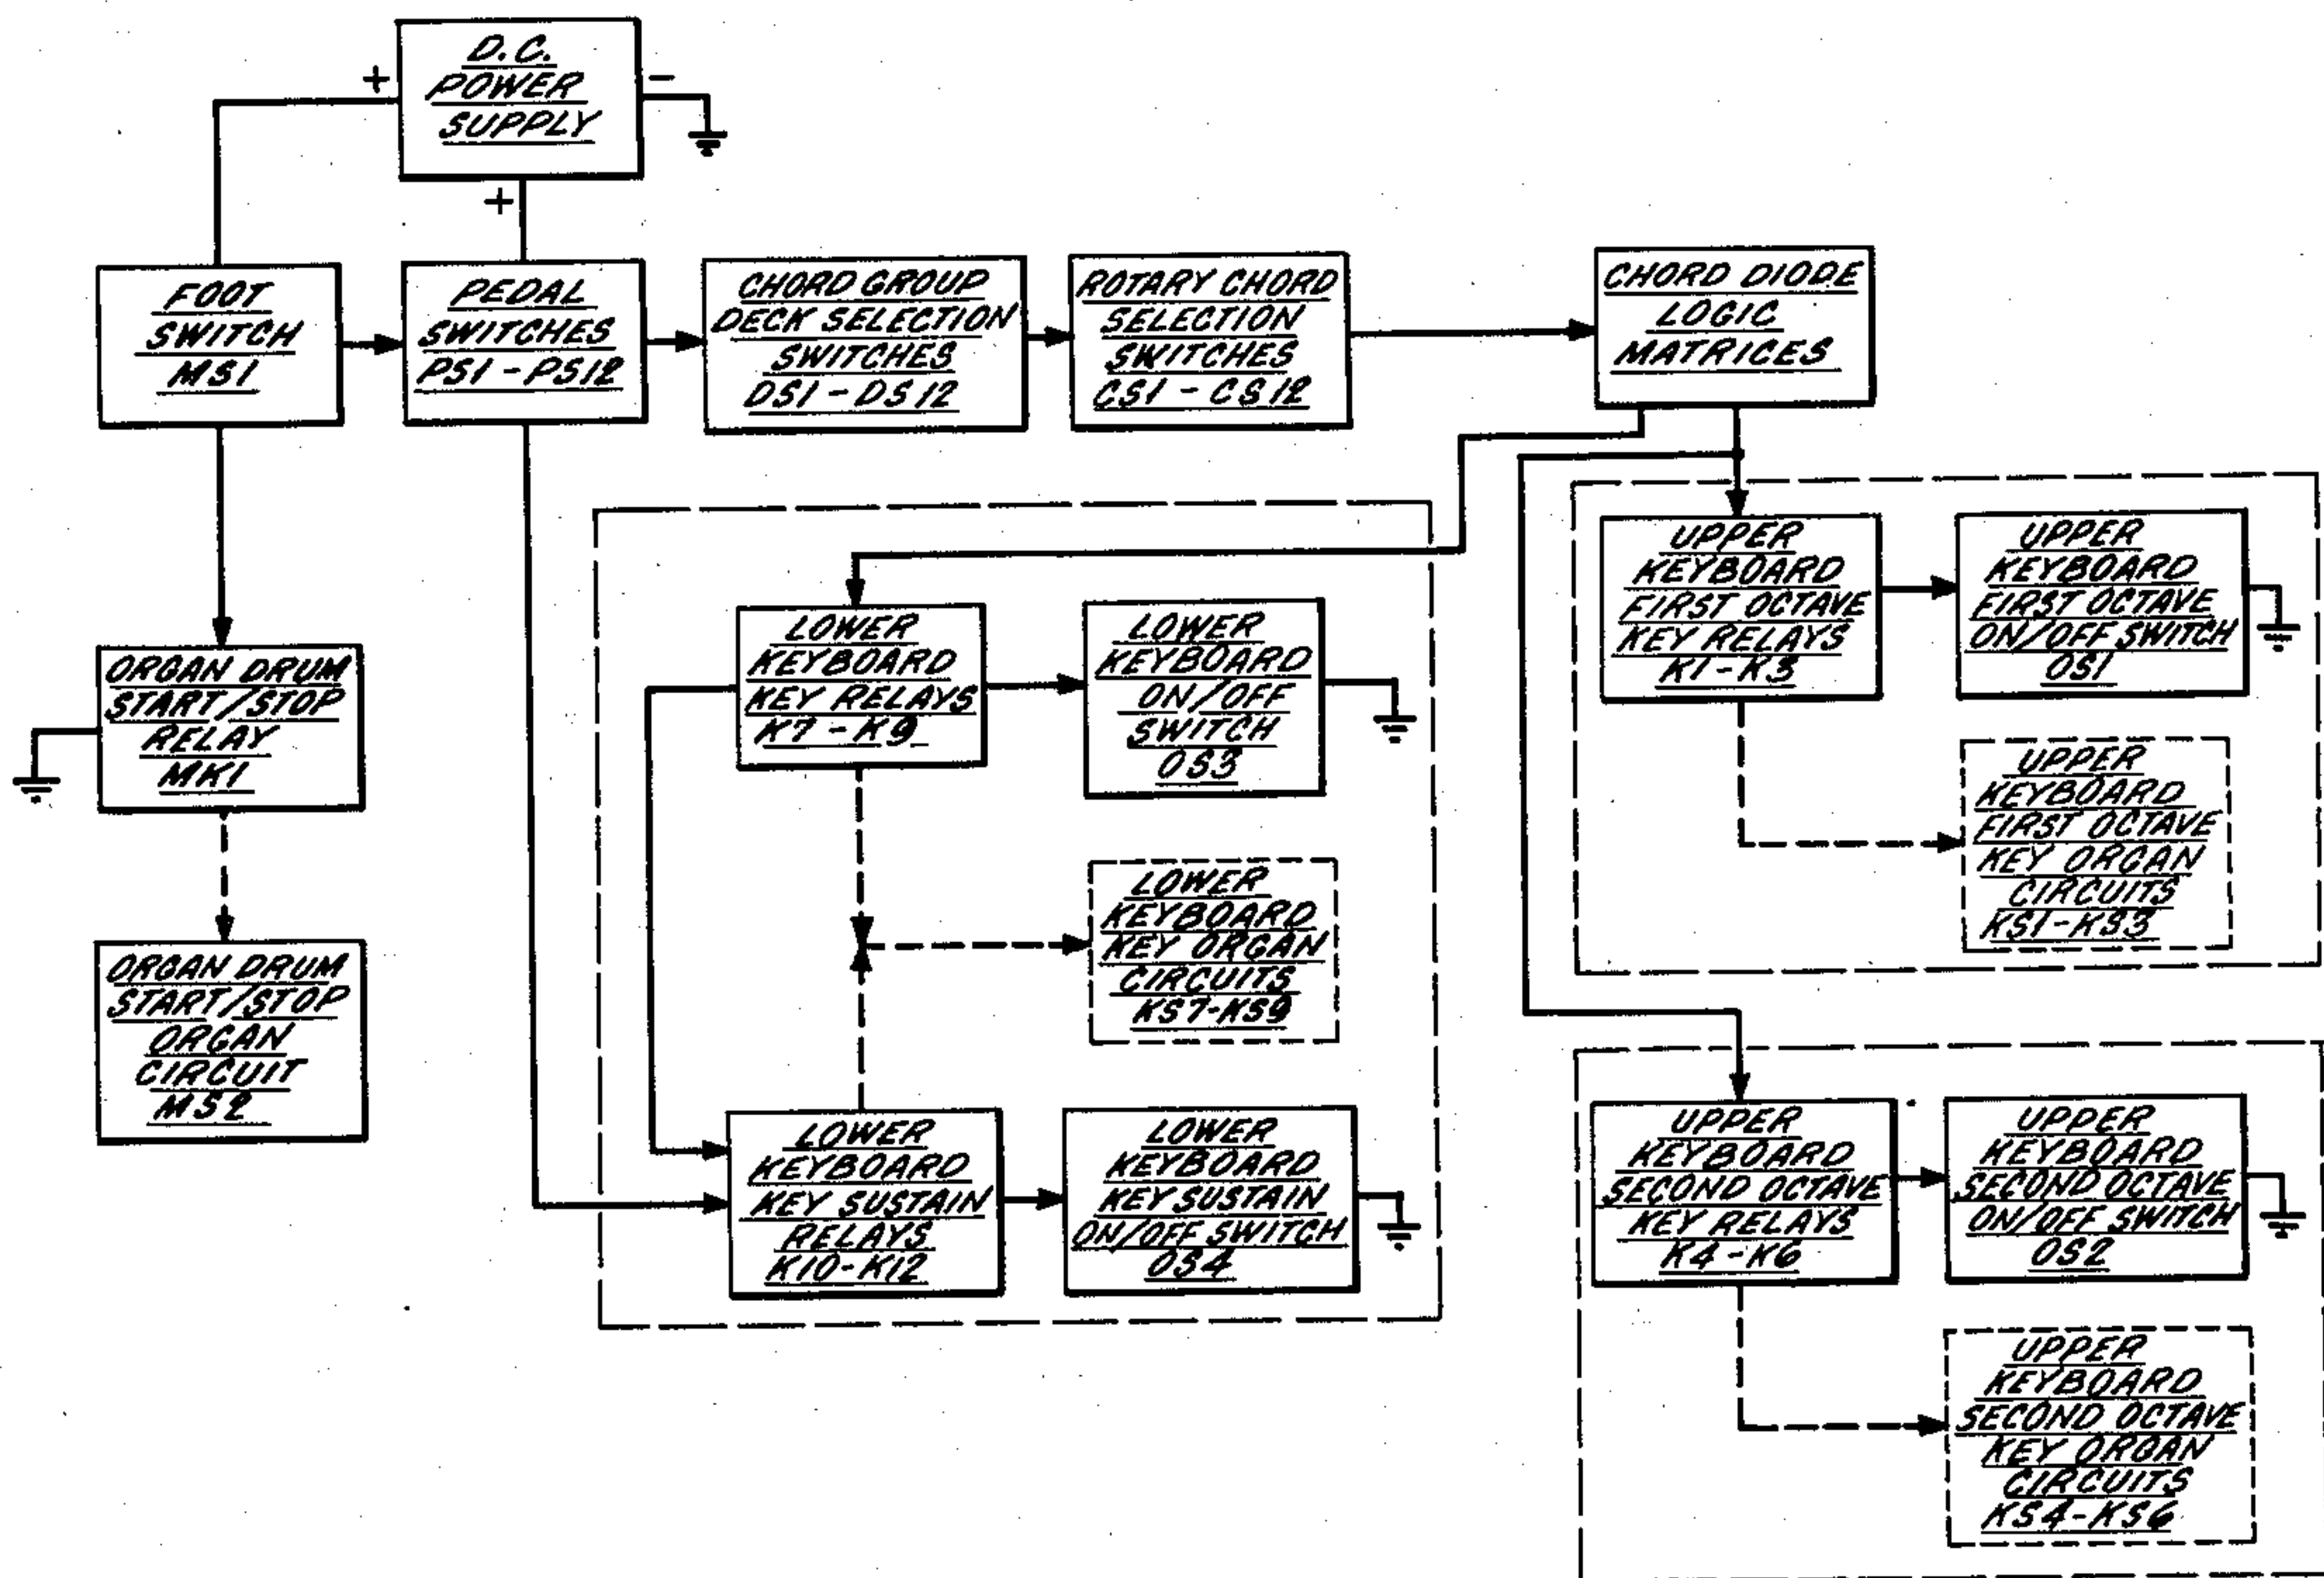 D.C.
POWER
SUPPLY
+
-
+
FOOT
SWITCH
MS1
PEDAL
SWITCHES
PS1-PS12
CHORD GROUP
DECK SELECTION
SWITCHES
DS1-DS12
ROTARY CHORD
SELECTION
SWITCHES
CS1-CS12
CHORD DIODE
LOGIC
MATRICES
UPPER
KEYBOARD
FIRST OCTAVE
KEY RELAYS
K1-K3
UPPER
KEYBOARD
FIRST OCTAVE
ON/OFF SWITCH
OS1
LOWER
KEYBOARD
KEY RELAYS
K7-K9
LOWER
KEYBOARD
ON/OFF
SWITCH
OS3
ORGAN DRUM
START/STOP
RELAY
MK1
UPPER
KEYBOARD
FIRST OCTAVE
KEY ORGAN
CIRCUITS
KS1-KS3
LOWER
KEYBOARD
KEY ORGAN
CIRCUITS
KS7-KS9
ORGAN DRUM
START/STOP
ORGAN
CIRCUIT
MS2
LOWER
KEYBOARD
KEY SUSTAIN
RELAYS
K10-K12
LOWER
KEYBOARD
KEY SUSTAIN
ON/OFF SWITCH
OS4
UPPER
KEYBOARD
SECOND OCTAVE
KEY RELAYS
K4-K6
UPPER
KEYBOARD
SECOND OCTAVE
ON/OFF SWITCH
OS2
UPPER
KEYBOARD
SECOND OCTAVE
KEY ORGAN
CIRCUITS
KS4-KS6